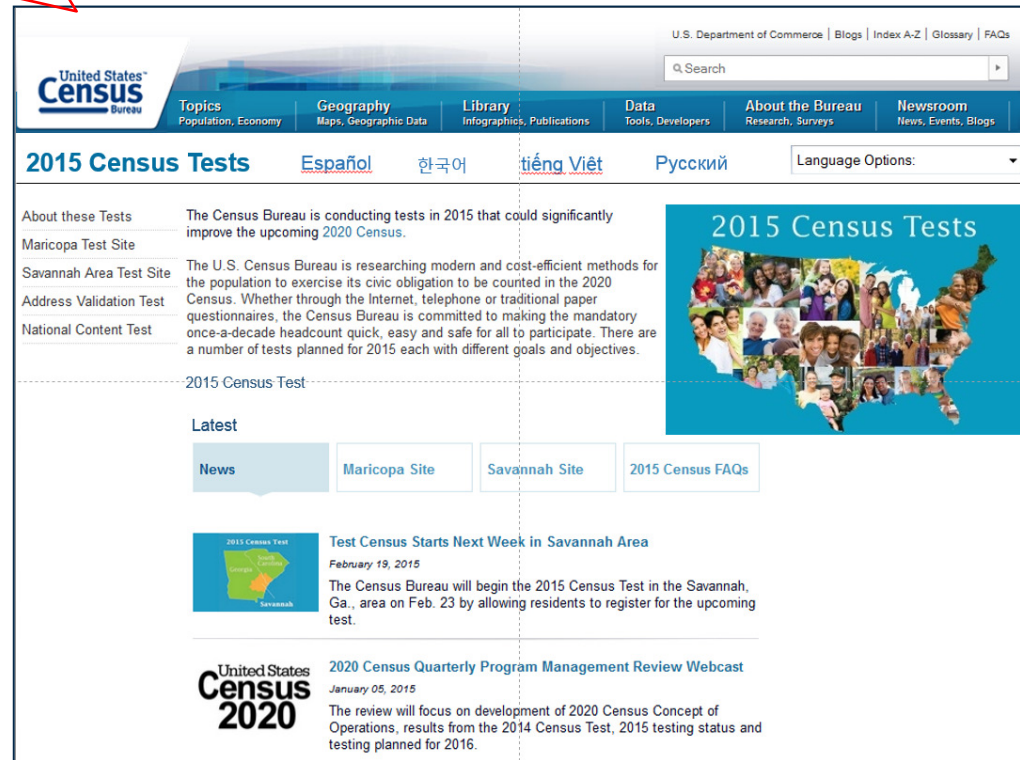 U.S. Department of Commerce | Blogs | Index A-Z | Glossary | FAQs
Search
United States™
Census
Bureau
Topics
Population, Economy
Geography
Maps, Geographic Data
Library
Infographics, Publications
Data
Tools, Developers
About the Bureau
Research, Surveys
Newsroom
News, Events, Blogs
2015 Census Tests
Español
한국어
tiếng Việt
Русский
Language Options:
About these Tests
Maricopa Test Site
Savannah Area Test Site
Address Validation Test
National Content Test
The Census Bureau is conducting tests in 2015 that could significantly
improve the upcoming 2020 Census.
The U.S. Census Bureau is researching modern and cost-efficient methods for
the population to exercise its civic obligation to be counted in the 2020
Census. Whether through the Internet, telephone or traditional paper
questionnaires, the Census Bureau is committed to making the mandatory
once-a-decade headcount quick, easy and safe for all to participate. There are
a number of tests planned for 2015 each with different goals and objectives.
2015 Census Test
2015 Census Tests
Latest
News
Maricopa Site
Savannah Site
2015 Census FAQs
2015 Census Test
South
Carolina
Georgia
Savannah
Test Census Starts Next Week in Savannah Area
February 19, 2015
The Census Bureau will begin the 2015 Census Test in the Savannah,
Ga., area on Feb. 23 by allowing residents to register for the upcoming
test.
United States
Census
2020
2020 Census Quarterly Program Management Review Webcast
January 05, 2015
The review will focus on development of 2020 Census Concept of
Operations, results from the 2014 Census Test, 2015 testing status and
testing planned for 2016.